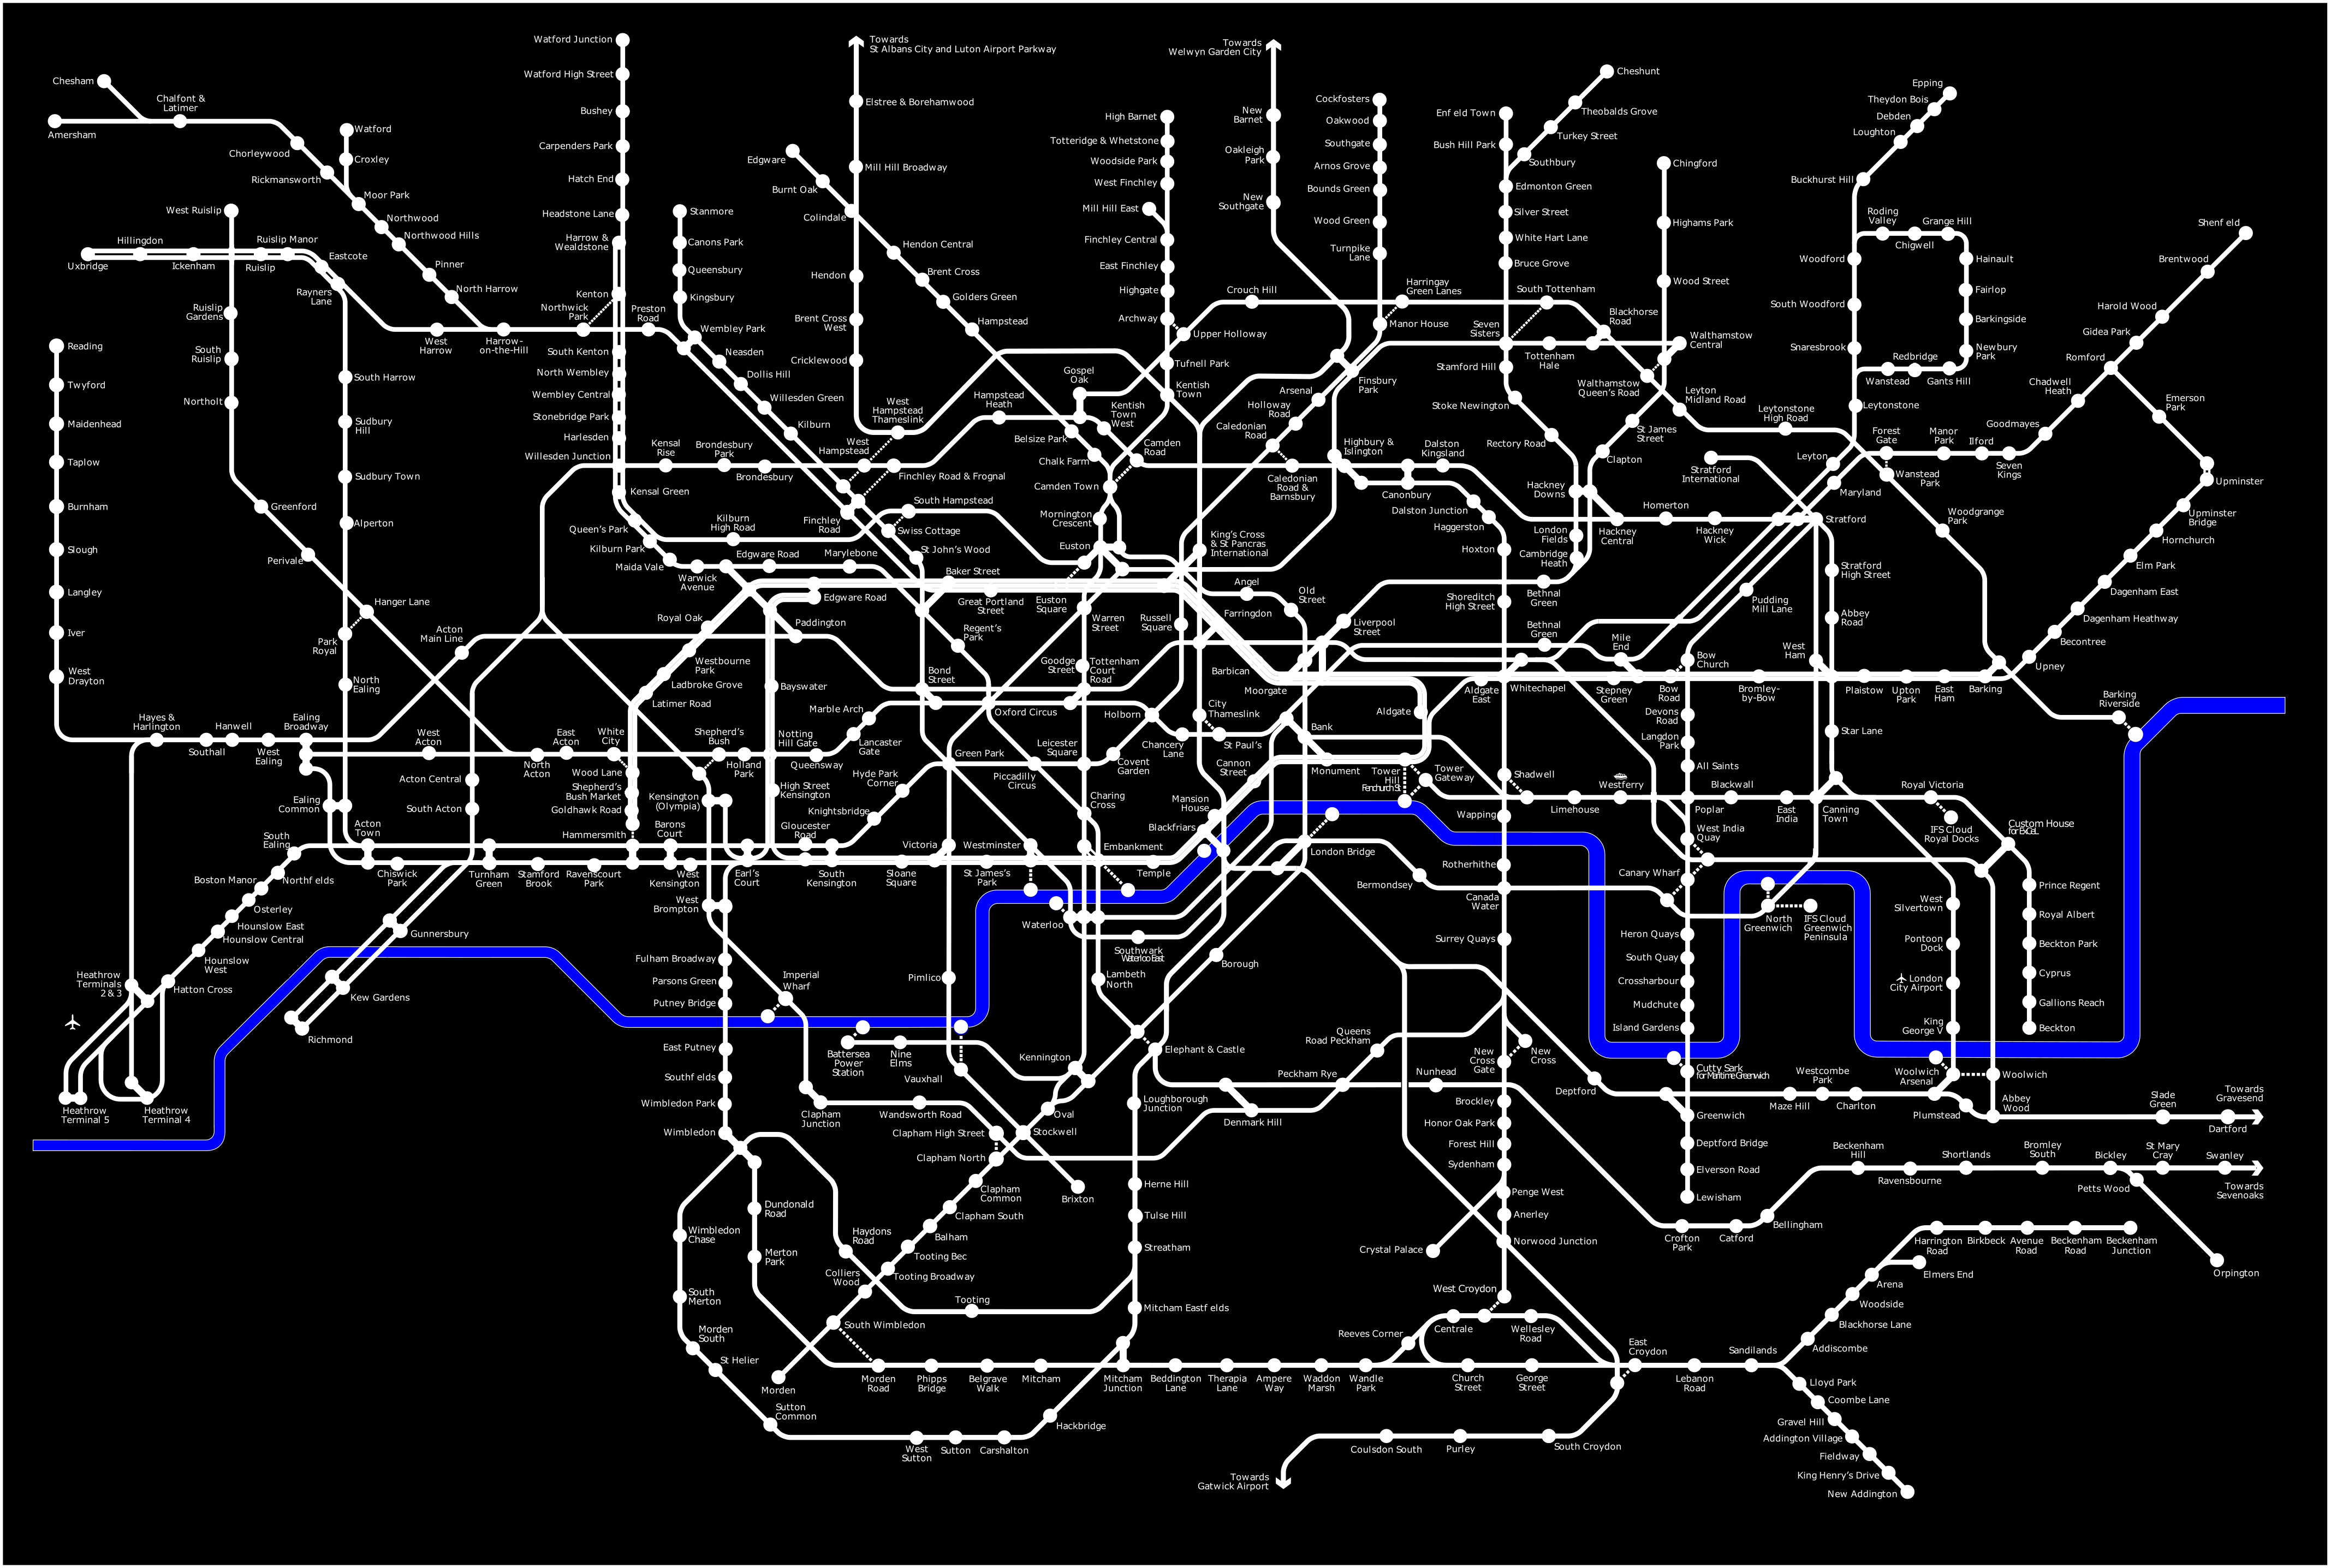 Watford Junction
Towards
St Albans City and Luton Airport Parkway
Towards
Welwyn Garden City
Chesham
Watford High Street
Cheshunt
Epping
Chalfont &
Latimer
Elstree & Borehamwood
Cockfosters
Theydon Bois
Amersham
Bushey
New
Barnet
Oakwood
Enf eld Town
Theobalds Grove
Debden
High Barnet
Loughton
Watford
Carpenders Park
Totteridge & Whetstone
Southgate
Bush Hill Park
Turkey Street
Chorleywood
Croxley
Edgware
Mill Hill Broadway
Woodside Park
Oakleigh
Park
Arnos Grove
Southbury
Chingford
Rickmansworth
Hatch End
Burnt Oak
West Finchley
Bounds Green
Edmonton Green
Buckhurst Hill
Moor Park
West Ruislip
Headstone Lane
Stanmore
Colindale
Mill Hill East
New
Southgate
Wood Green
Silver Street
Highams Park
Roding
Valley
Grange Hill
Chigwell
Shenf eld
Northwood
Northwood Hills
Harrow &
Wealdstone
Canons Park
Hendon Central
Finchley Central
Turnpike
Lane
White Hart Lane
Hillingdon
Ruislip Manor
Uxbridge
Ickenham
Ruislip
Eastcote
Pinner
Queensbury
Hendon
Brent Cross
East Finchley
Bruce Grove
Woodford
Hainault
Brentwood
Rayners
Lane
North Harrow
Kenton
Northwick
Park
Kingsbury
Golders Green
Highgate
Crouch Hill
Harringay
Green Lanes
South Tottenham
Wood Street
South Woodford
Fairlop
Harold Wood
Ruislip
Gardens
Preston
Road
Wembley Park
Brent Cross
West
Hampstead
Archway
Upper Holloway
Manor House
Seven
Sisters
Blackhorse
Road
Walthamstow
Central
Barkingside
Gidea Park
Reading
West
Harrow
Harrow-
on-the-Hill
South
Ruislip
South Kenton
Neasden
Cricklewood
Tufnell Park
Tottenham
Hale
Snaresbrook
Newbury
Park
Romford
Twyford
South Harrow
North Wembley
Dollis Hill
Gospel
Oak
Kentish
Town
Finsbury
Park
Stamford Hill
Walthamstow
Queen's Road
Wanstead
Redbridge
Gants Hill
Chadwell
Heath
Northolt
Wembley Central
Willesden Green
West
Hampstead
Thameslink
Hampstead
Heath
Kentish
Town
West
Arsenal
Holloway
Road
Stoke Newington
Leyton
Midland Road
Leytonstone
Emerson
Park
Maidenhead
Sudbury
Hill
Stonebridge Park
Kilburn
Belsize Park
Caledonian
Road
St James
Street
Leytonstone
High Road
Forest
Gate
Manor
Park
Ilford
Goodmayes
Harlesden
Kensal
Rise
Brondesbury
Park
West
Hampstead
Chalk Farm
Camden
Road
Highbury &
Islington
Dalston
Kingsland
Rectory Road
Clapton
Seven
Kings
Taplow
Willesden Junction
Brondesbury
Finchley Road & Frognal
Camden Town
Caledonian
Road &
Barnsbury
Canonbury
Stratford
International
Leyton
Wanstead
Park
Upminster
Sudbury Town
Kensal Green
Hackney
Downs
Maryland
Burnham
Greenford
Alperton
Queen's Park
Kilburn
High Road
Finchley
Road
South Hampstead
Swiss Cottage
Mornington
Crescent
Dalston Junction
Haggerston
London
Fields
Hackney
Central
Homerton
Hackney
Wick
Stratford
Woodgrange
Park
Upminster
Bridge
Slough
Perivale
Kilburn Park
Maida Vale
Warwick
Avenue
Edgware Road
Marylebone
St John's Wood
Euston
King's Cross
& St Pancras
International
Hoxton
Cambridge
Heath
Stratford
High Street
Hornchurch
Elm Park
Langley
Hanger Lane
Edgware Road
Baker Street
Great Portland
Street
Euston
Square
Angel
Old
Street
Shoreditch
High Street
Bethnal
Green
Pudding
Mill Lane
Dagenham East
Iver
Park
Royal
Acton
Main Line
Royal Oak
Paddington
Regent's
Park
Warren
Street
Russell
Square
Farringdon
Liverpool
Street
Bethnal
Green
Mile
End
Abbey
Road
Dagenham Heathway
West
Drayton
North
Ealing
Westbourne
Park
Ladbroke Grove
Bayswater
Bond
Street
Goodge
Street
Tottenham
Court
Road
Barbican
Moorgate
Aldgate
East
Whitechapel
Stepney
Green
Bow
Road
Bow
Church
Bromley-
by-Bow
West
Ham
Plaistow
Upton
Park
East
Ham
Barking
Becontree
Upney
Hayes &
Harlington
Hanwell
Ealing
Broadway
Latimer Road
Marble Arch
Oxford Circus
Holborn
City
Thameslink
Bank
Aldgate
Devons
Road
Barking
Riverside
Southall
West
Ealing
West
Acton
East
Acton
White
City
Shepherd's
Bush
Notting
Hill Gate
Lancaster
Gate
Green Park
Leicester
Square
Chancery
Lane
St Paul's
Langdon
Park
Star Lane
North
Acton
Holland
Park
Queensway
Covent
Garden
Acton Central
Wood Lane
Shepherd's
Bush Market
Goldhawk Road
Hyde Park
Corner
Piccadilly
Circus
Cannon
Street
Monument
Tower
Hill
Fenchurch St
Tower
Gateway
Shadwell
Westferry
All Saints
Blackwall
Royal Victoria
Ealing
Common
South Acton
Kensington
(Olympia)
High Street
Kensington
Knightsbridge
Charing
Cross
Mansion
House
Limehouse
Poplar
East
India
Canning
Town
IFS Cloud
Royal Docks
Custom House
for ExCeL
South
Ealing
Acton
Town
Hammersmith
Barons
Court
Gloucester
Road
Victoria
Westminster
Embankment
Blackfriars
London Bridge
Wapping
West India
Quay
Boston Manor
Northf elds
Chiswick
Park
Turnham
Green
Stamford
Brook
Ravenscourt
Park
West
Kensington
Earl's
Court
South
Kensington
Sloane
Square
St James's
Park
Temple
Bermondsey
Rotherhithe
Canary Wharf
Prince Regent
Osterley
Hounslow East
Hounslow Central
Gunnersbury
West
Brompton
Waterloo
Southwark
Waterloo East
Canada
Water
North
Greenwich
IFS Cloud
Greenwich
Peninsula
West
Silvertown
Royal Albert
Hounslow
West
Fulham Broadway
Borough
Surrey Quays
Heron Quays
South Quay
Pontoon
Dock
Beckton Park
Heathrow
Terminals
2 & 3
Hatton Cross
Kew Gardens
Parsons Green
Imperial
Wharf
Pimlico
Lambeth
North
Crossharbour
London
City Airport
Cyprus
Putney Bridge
Mudchute
Gallions Reach
Richmond
Queens
Road Peckham
Island Gardens
King
George V
Beckton
East Putney
Battersea
Power
Station
Nine
Elms
Kennington
Elephant & Castle
New
Cross
Gate
New
Cross
Cutty Sark
for Maritime Greenwich
Southf elds
Vauxhall
Peckham Rye
Nunhead
Deptford
Westcombe
Park
Woolwich
Arsenal
Woolwich
Heathrow
Terminal 5
Heathrow
Terminal 4
Wimbledon Park
Clapham
Junction
Wandsworth Road
Oval
Loughborough
Junction
Denmark Hill
Brockley
Greenwich
Maze Hill
Charlton
Plumstead
Abbey
Wood
Slade
Green
Towards
Gravesend
Dartford
Wimbledon
Clapham High Street
Stockwell
Honor Oak Park
Forest Hill
Deptford Bridge
Clapham North
Sydenham
Elverson Road
Beckenham
Hill
Ravensbourne
Shortlands
Bromley
South
Bickley
St Mary
Cray
Swanley
Towards
Sevenoaks
Clapham
Common
Brixton
Herne Hill
Penge West
Lewisham
Petts Wood
Dundonald
Road
Clapham South
Tulse Hill
Anerley
Crofton
Park
Catford
Bellingham
Wimbledon
Chase
Haydons
Road
Balham
Streatham
Crystal Palace
Norwood Junction
Harrington
Road
Birkbeck
Avenue
Road
Beckenham
Road
Beckenham
Junction
Merton
Park
Tooting Bec
Colliers
Wood
Tooting Broadway
Elmers End
Orpington
Arena
South
Merton
Tooting
Mitcham Eastf elds
West Croydon
Woodside
Morden
South
South Wimbledon
Reeves Corner
Centrale
Wellesley
Road
East
Croydon
Blackhorse Lane
St Helier
Sandilands
Addiscombe
Morden
Morden
Road
Phipps
Bridge
Belgrave
Walk
Mitcham
Mitcham
Junction
Beddington
Lane
Therapia
Lane
Ampere
Way
Waddon
Marsh
Wandle
Park
Church
Street
George
Street
Lebanon
Road
Lloyd Park
Coombe Lane
Sutton
Common
Hackbridge
Gravel Hill
West
Sutton
Sutton
Carshalton
Coulsdon South
Purley
South Croydon
Addington Village
Fieldway
Towards
Gatwick Airport
King Henry's Drive
New Addington